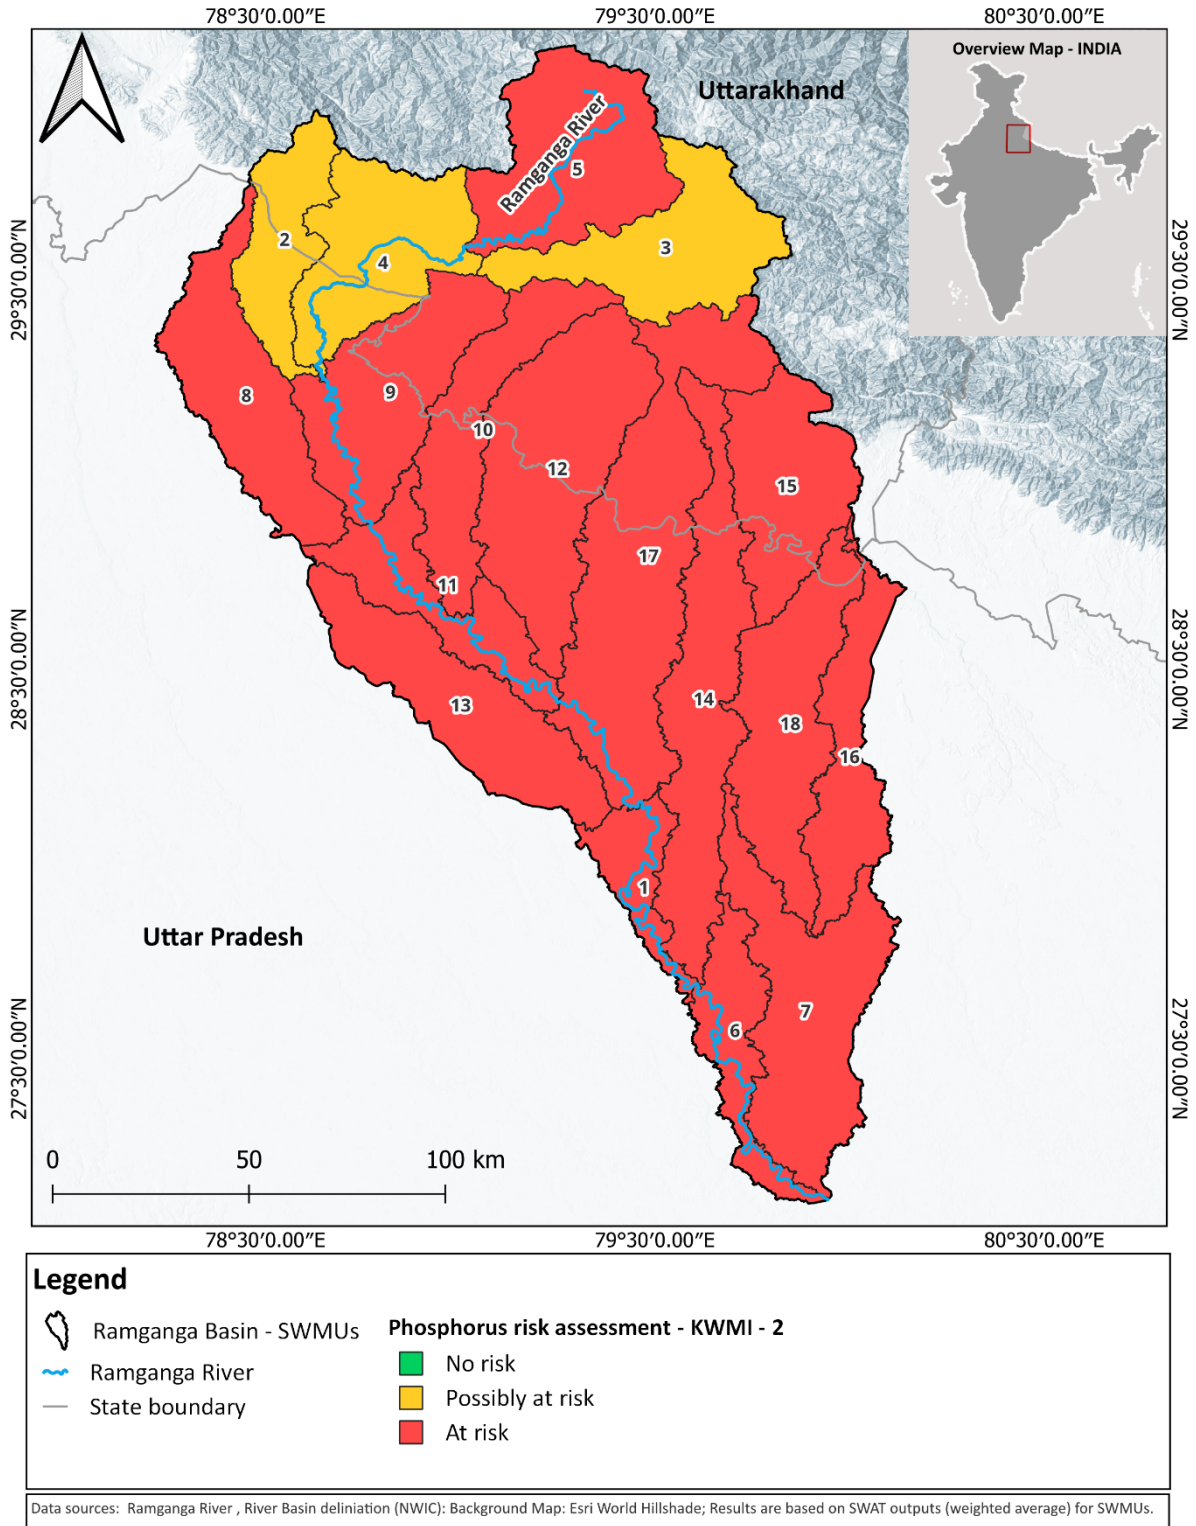 78°30′0.00″E 79°30′0.00″E 80°30′0.00″E
Overview Map - INDIA
Uttarakhand
Ramganga River
5
2
3
4
29°30′0.00″N
29°30′0.00″N
8
9
10
12
15
17
11
28°30′0.00″N
28°30′0.00″N
14
13
18
16
1
Uttar Pradesh
7
6
27°30′0.00″N
27°30′0.00″N
0 50 100 km
78°30′0.00″E 79°30′0.00″E 80°30′0.00″E
Legend
Ramganga Basin - SWMUs
Ramganga River
State boundary
Phosphorus risk assessment - KWMI - 2
No risk
Possibly at risk
At risk
Data sources: Ramganga River , River Basin deliniation (NWIC): Background Map: Esri World Hillshade; Results are based on SWAT outputs (weighted average) for SWMUs.